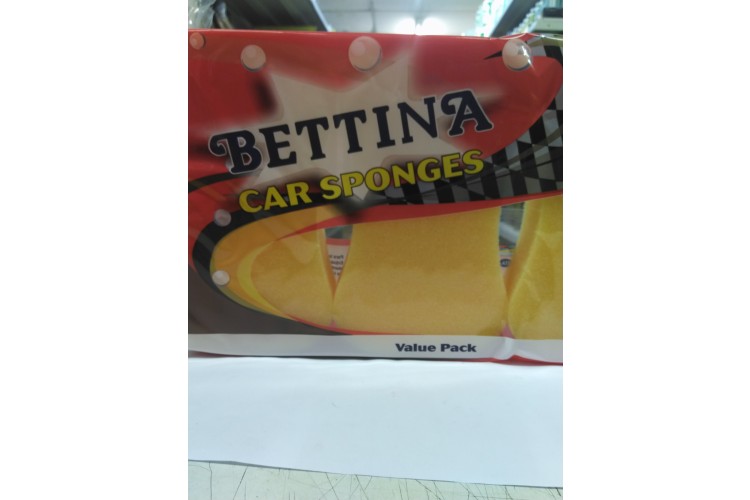 BETTINA
CAR SPONGES
Value Pack